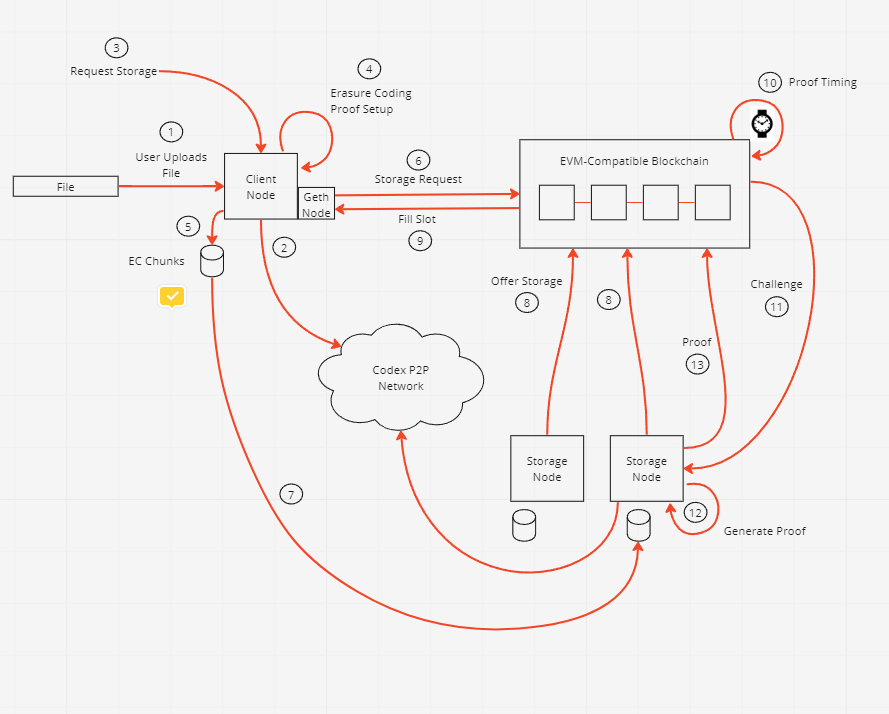 3
Request Storage
4
Erasure Coding
Proof Setup
10
Proof Timing
1
User Uploads
File
File
Client
Node
Geth
Node
6
Storage Request
Fill Slot
9
EVM-Compatible Blockchain
5
2
EC Chunks
Offer Storage
8
8
Challenge
11
Proof
13
Codex P2P
Network
Storage
Node
Storage
Node
7
12
Generate Proof